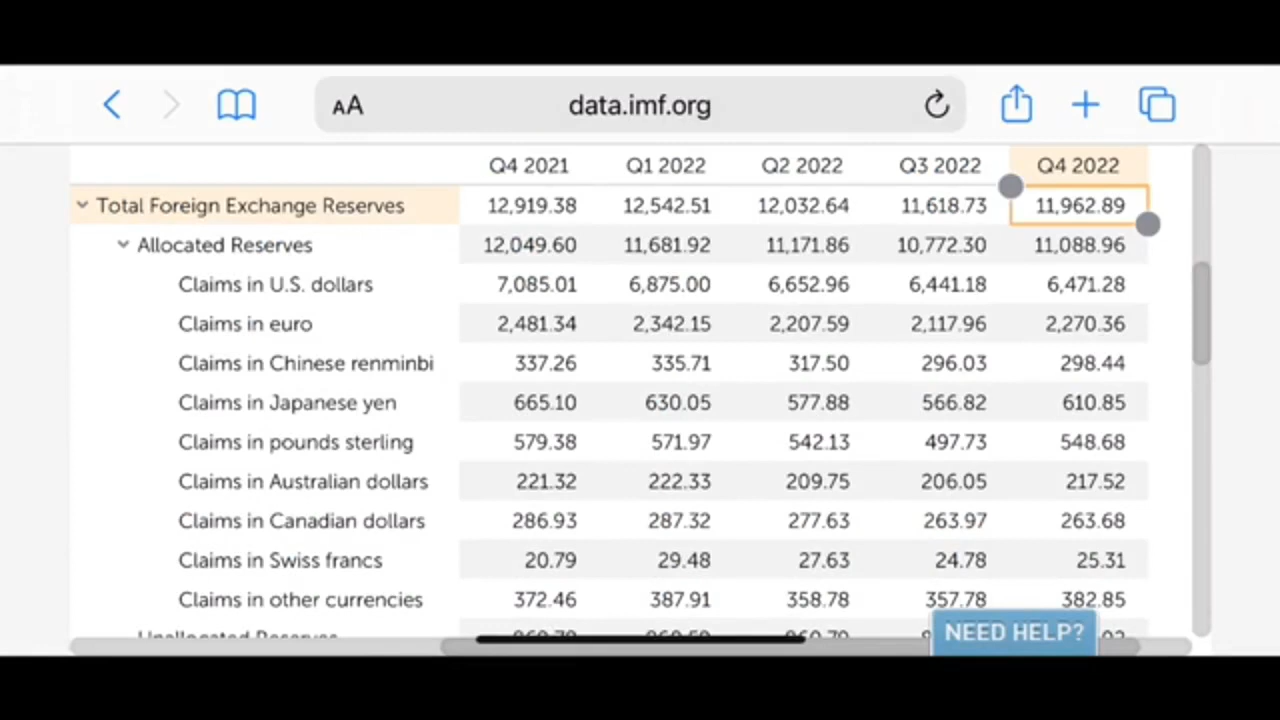 AA data.imf.org
Q4 2021 Q1 2022 Q2 2022 Q3 2022 Q4 2022
Total Foreign Exchange Reserves 12,919.38 12,542.51 12,032.64 11,618.73 11,962.89
Allocated Reserves 12,049.60 11,681.92 11,171.86 10,772.30 11,088.96
Claims in U.S. dollars 7,085.01 6,875.00 6,652.96 6,441.18 6,471.28
Claims in euro 2,481.34 2,342.15 2,207.59 2,117.96 2,270.36
Claims in Chinese renminbi 337.26 335.71 317.50 296.03 298.44
Claims in Japanese yen 665.10 630.05 577.88 566.82 610.85
Claims in pounds sterling 579.38 571.97 542.13 497.73 548.68
Claims in Australian dollars 221.32 222.33 209.75 206.05 217.52
Claims in Canadian dollars 286.93 287.32 277.63 263.97 263.68
Claims in Swiss francs 20.79 29.48 27.63 24.78 25.31
Claims in other currencies 372.46 387.91 358.78 357.78 382.85
Unallocated Reserves
NEED HELP?